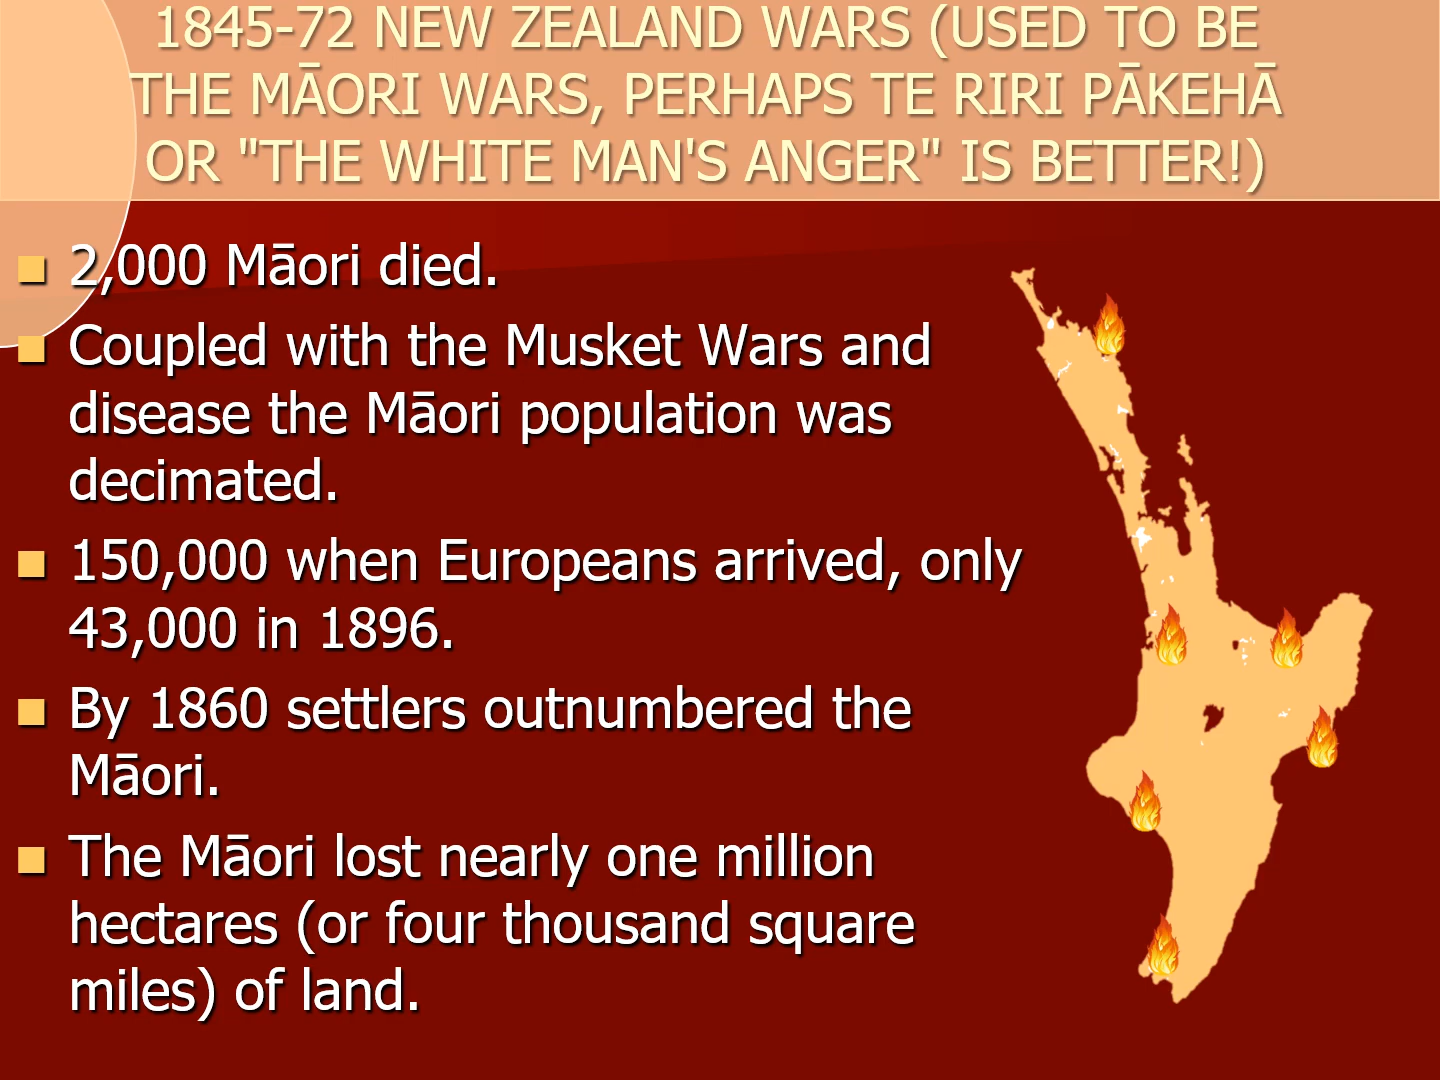 1845-72 NEW ZEALAND WARS (USED TO BE
THE MĀORI WARS, PERHAPS TE RIRI PĀKEHĀ
OR "THE WHITE MAN'S ANGER" IS BETTER!)
2,000 Māori died.
Coupled with the Musket Wars and
disease the Māori population was
decimated.
150,000 when Europeans arrived, only
43,000 in 1896.
By 1860 settlers outnumbered the
Māori.
The Māori lost nearly one million
hectares (or four thousand square
miles) of land.